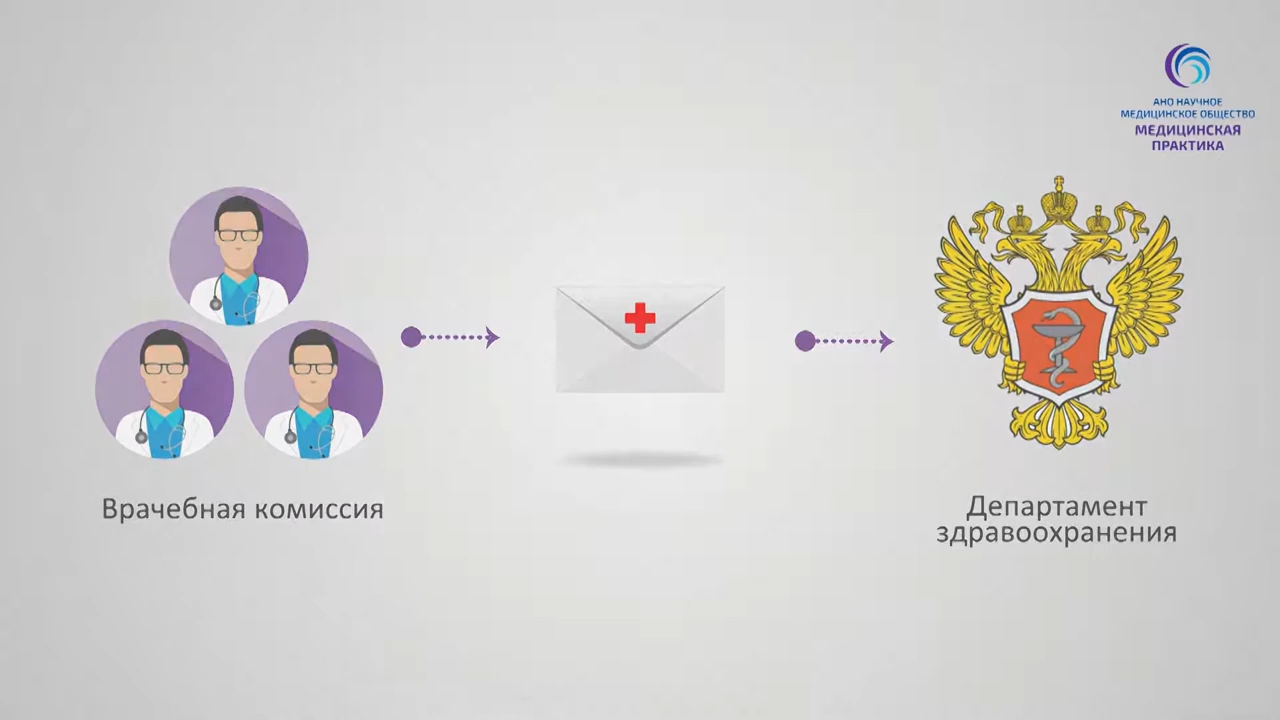 АНО НАУЧНОЕ
МЕДИЦИНСКОЕ ОБЩЕСТВО
МЕДИЦИНСКАЯ
ПРАКТИКА
Врачебная комиссия
Департамент
здравоохранения